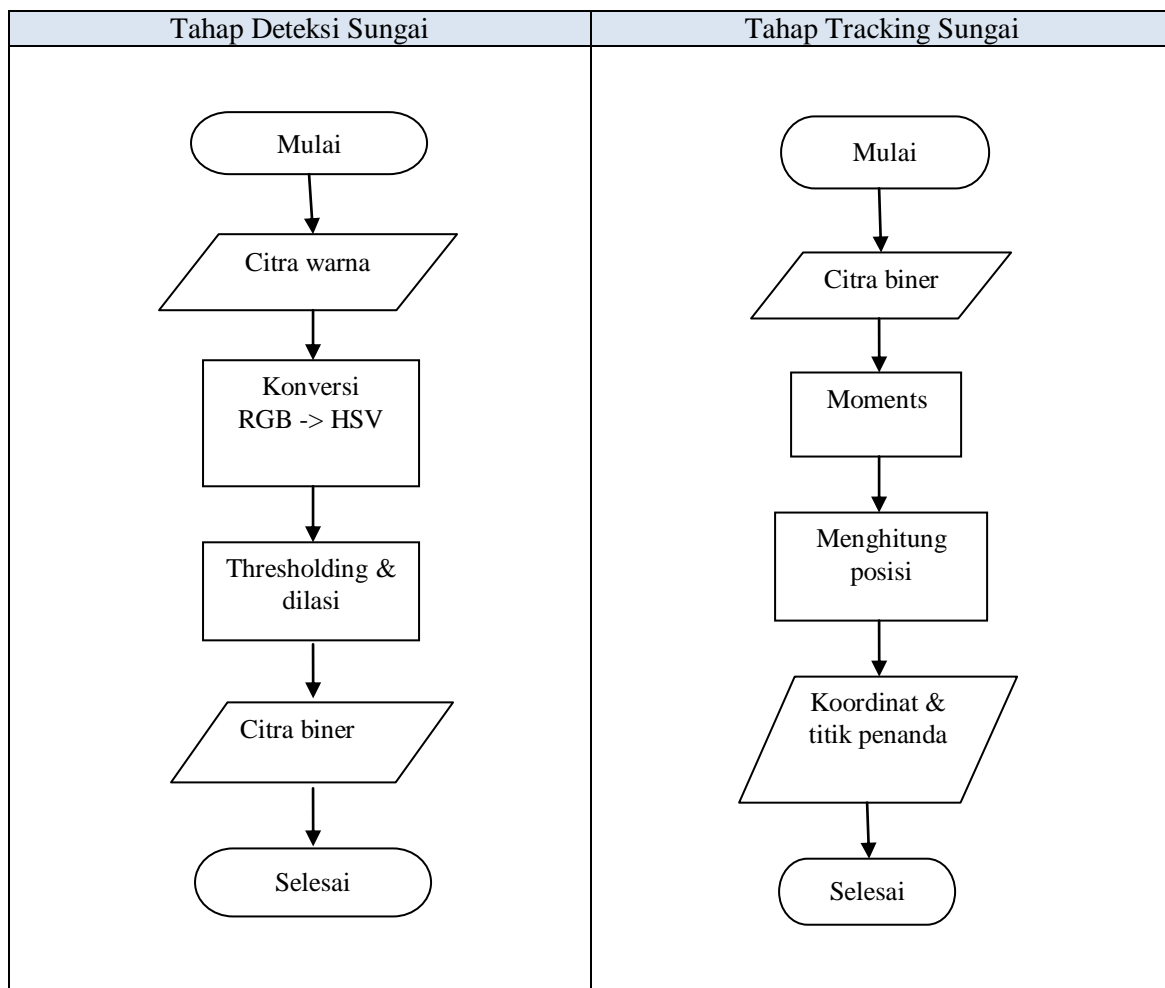 Tahap Deteksi Sungai
Tahap Tracking Sungai
Mulai
Citra warna
Konversi
RGB -> HSV
Thresholding &
dilasi
Citra biner
Selesai
Mulai
Citra biner
Moments
Menghitung
posisi
Koordinat &
titik penanda
Selesai